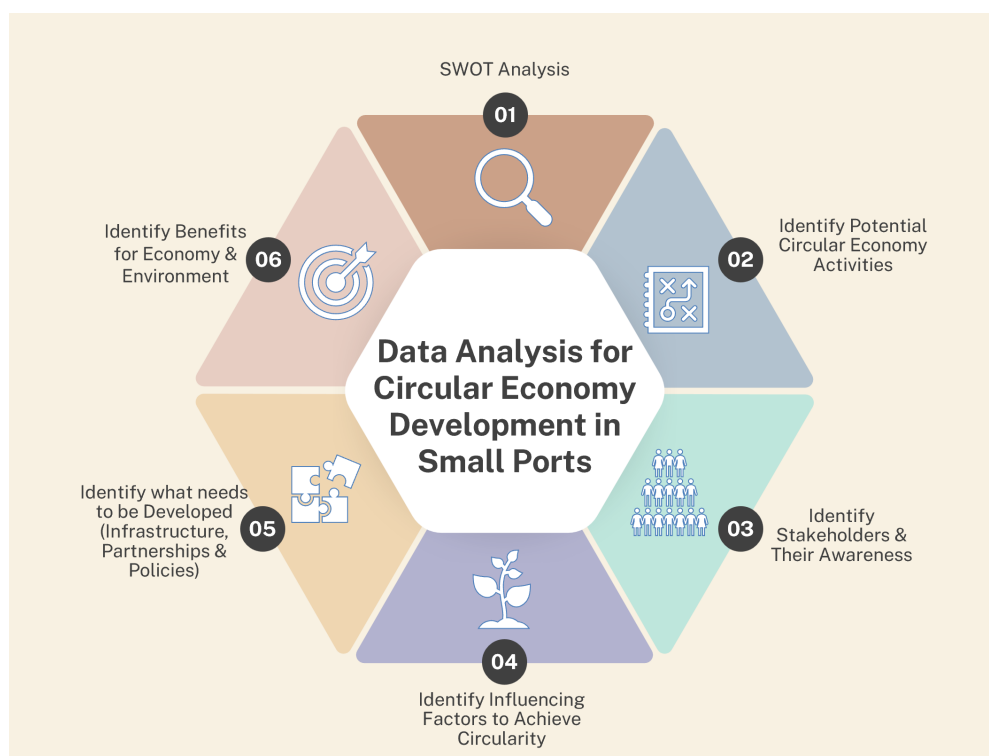 SWOT Analysis
01
Identify Potential
Circular Economy
Activities
02
Identify
Stakeholders &
Their Awareness
03
04
Identify Influencing
Factors to Achieve
Circularity
Identify what needs
to be Developed
(Infrastructure,
Partnerships &
Policies)
05
Identify Benefits
for Economy &
Environment
06
Data Analysis for
Circular Economy
Development in
Small Ports